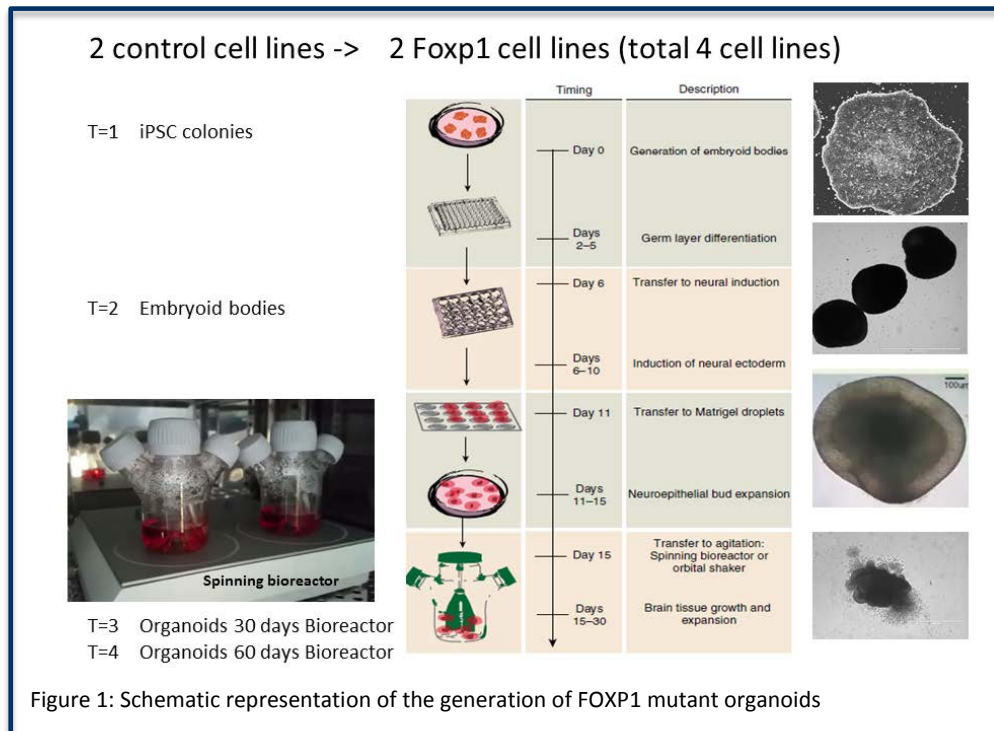 2 control cell lines -> 2 Foxp1 cell lines (total 4 cell lines)
Timing Description
T=1 iPSC colonies
Day 0 Generation of embryoid bodies
Days
2–5 Germ layer differentiation
T=2 Embryoid bodies
Day 6 Transfer to neural induction
Days
6–10 Induction of neural ectoderm
Day 11 Transfer to Matrigel droplets
100um
Days
11–15 Neuroepithelial bud expansion
Day 15 Transfer to agitation:
Spinning bioreactor or
orbital shaker
Spinning bioreactor
Days
15–30 Brain tissue growth and
expansion
T=3 Organoids 30 days Bioreactor
T=4 Organoids 60 days Bioreactor
Figure 1: Schematic representation of the generation of FOXP1 mutant organoids